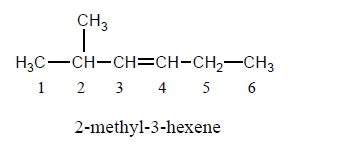 CH₃
H₃C—CH—CH=CH—CH₂—CH₃
1 2 3 4 5 6
2-methyl-3-hexene